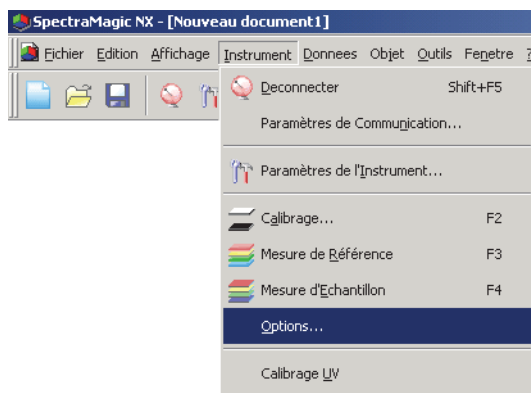 SpectraMagic NX - [Nouveau document1]
Fichier Edition Affichage Instrument Donnees Objet Outils Fenetre ?
Deconnecter Shift+F5
Paramètres de Communication...
Paramètres de l'Instrument...
Calibrage... F2
Mesure de Référence F3
Mesure d'Echantillon F4
Options...
Calibrage UV